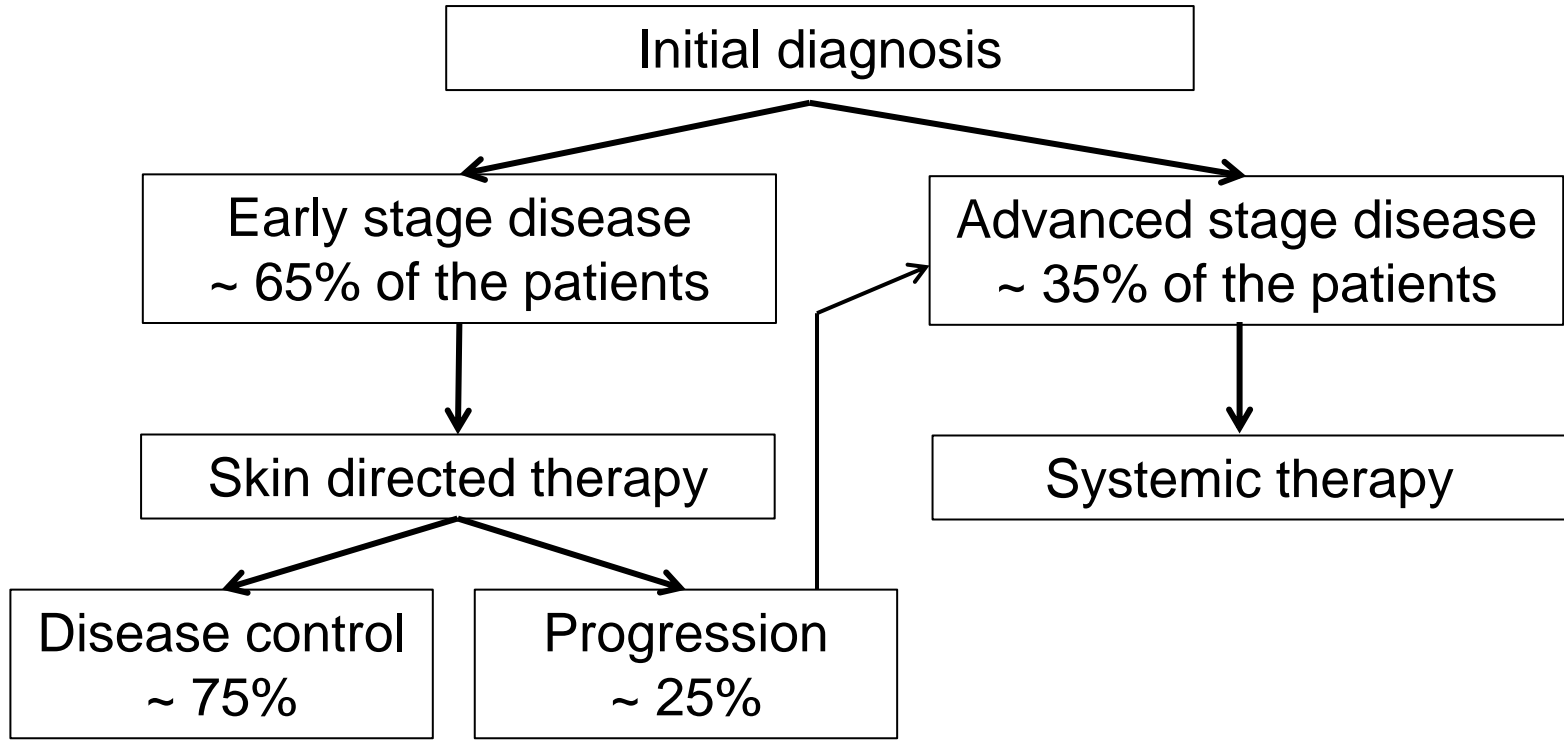 Initial diagnosis
Early stage disease
~ 65% of the patients
Advanced stage disease
~ 35% of the patients
Skin directed therapy
Systemic therapy
Disease control
~ 75%
Progression
~ 25%